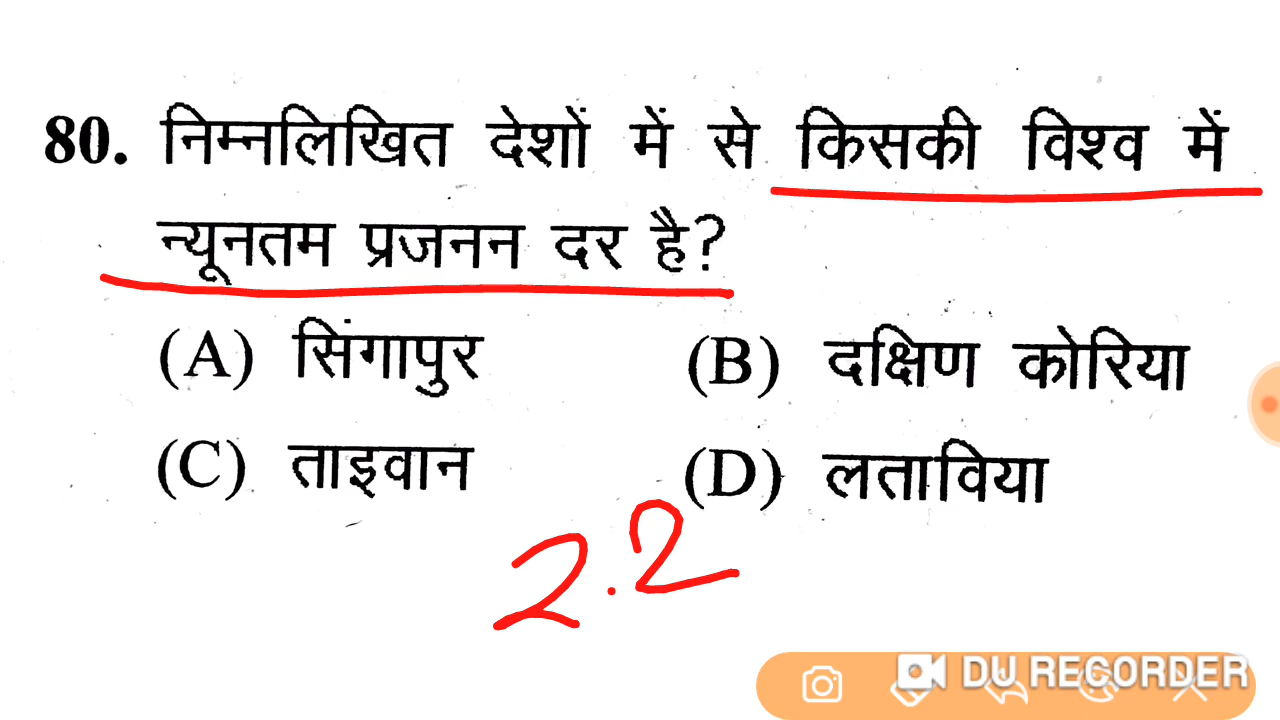 80. निम्नलिखित देशों में से किसकी विश्व में
न्यूनतम प्रजनन दर है?
(A) सिंगापुर (B) दक्षिण कोरिया
(C) ताइवान (D) लताविया
2.2
DU RECORDER